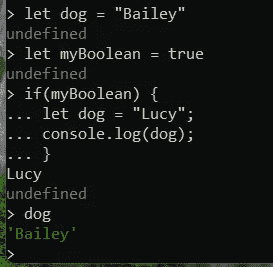 > let dog = "Bailey"
undefined
> let myBoolean = true
undefined
> if(myBoolean) {
... let dog = "Lucy";
... console.log(dog);
... }
Lucy
undefined
> dog
'Bailey'
>